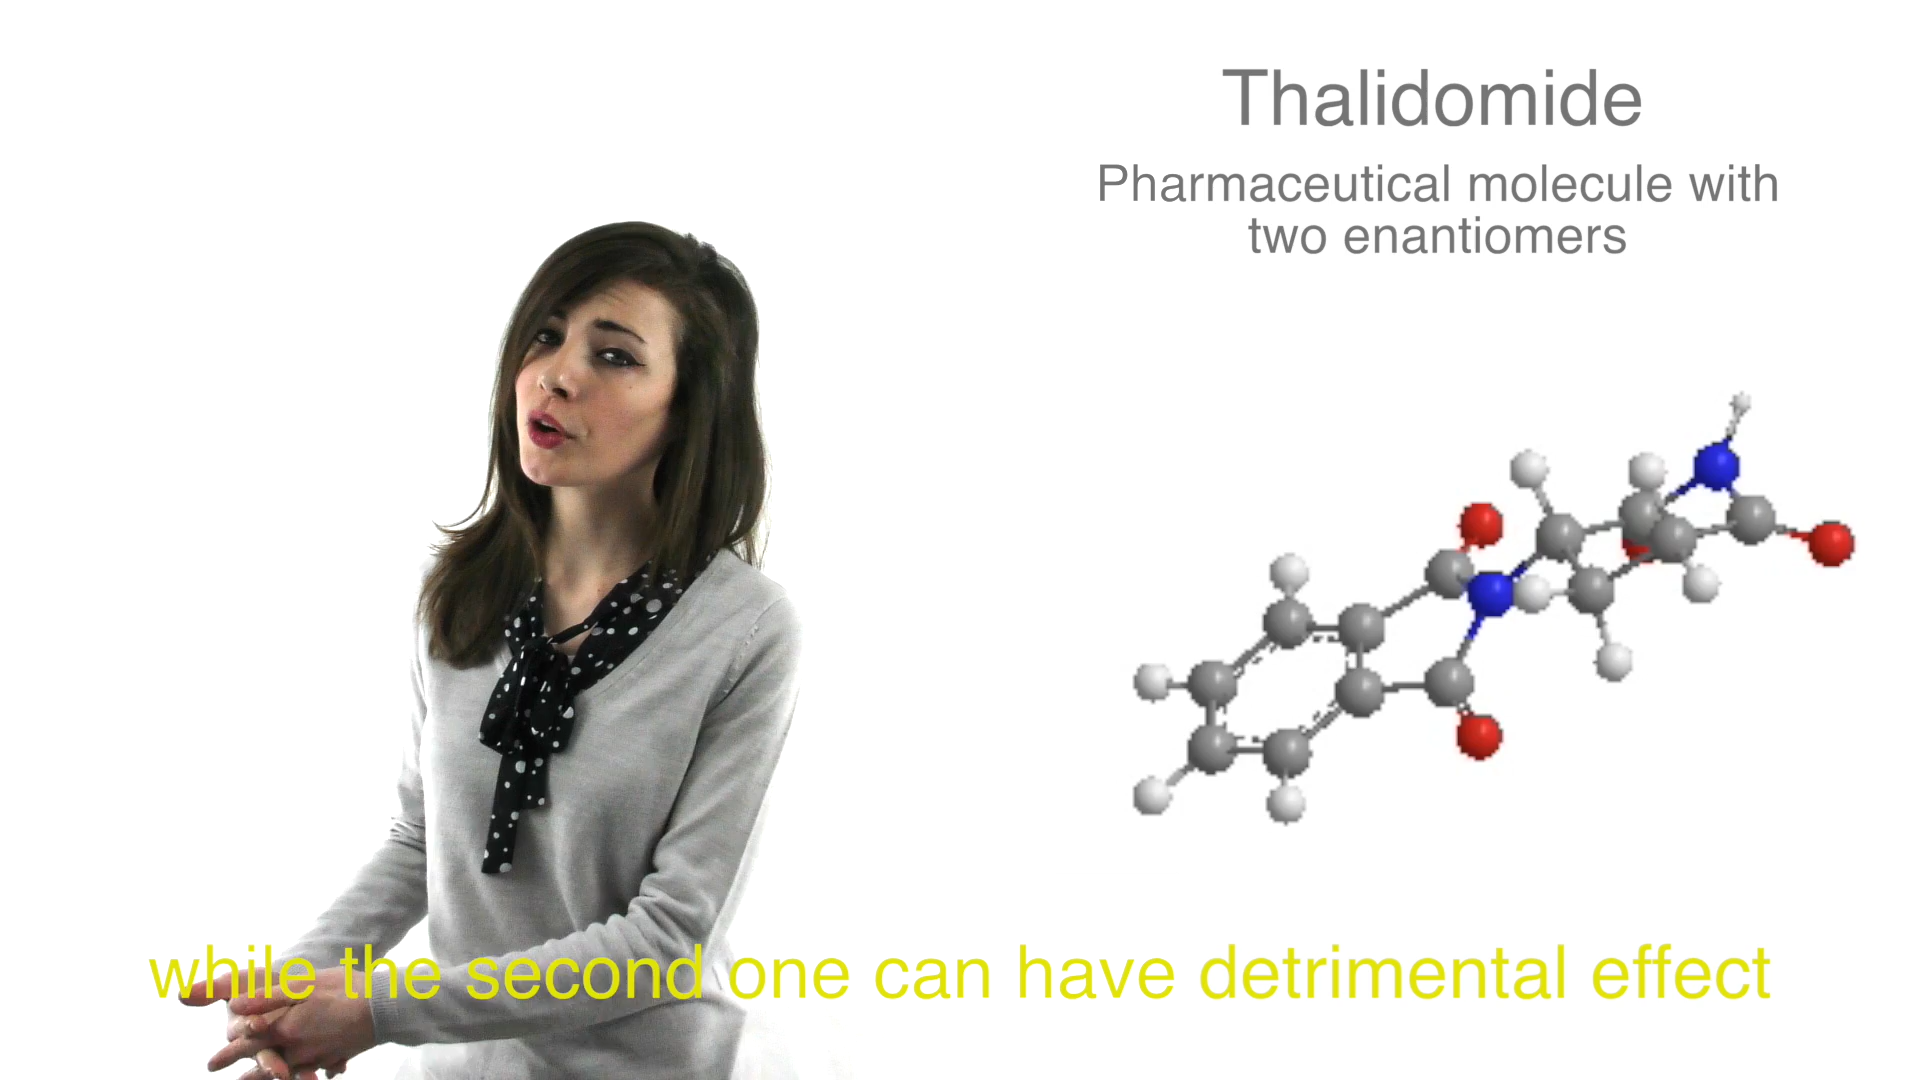 Thalidomide
Pharmaceutical molecule with
two enantiomers
while the second one can have detrimental effect